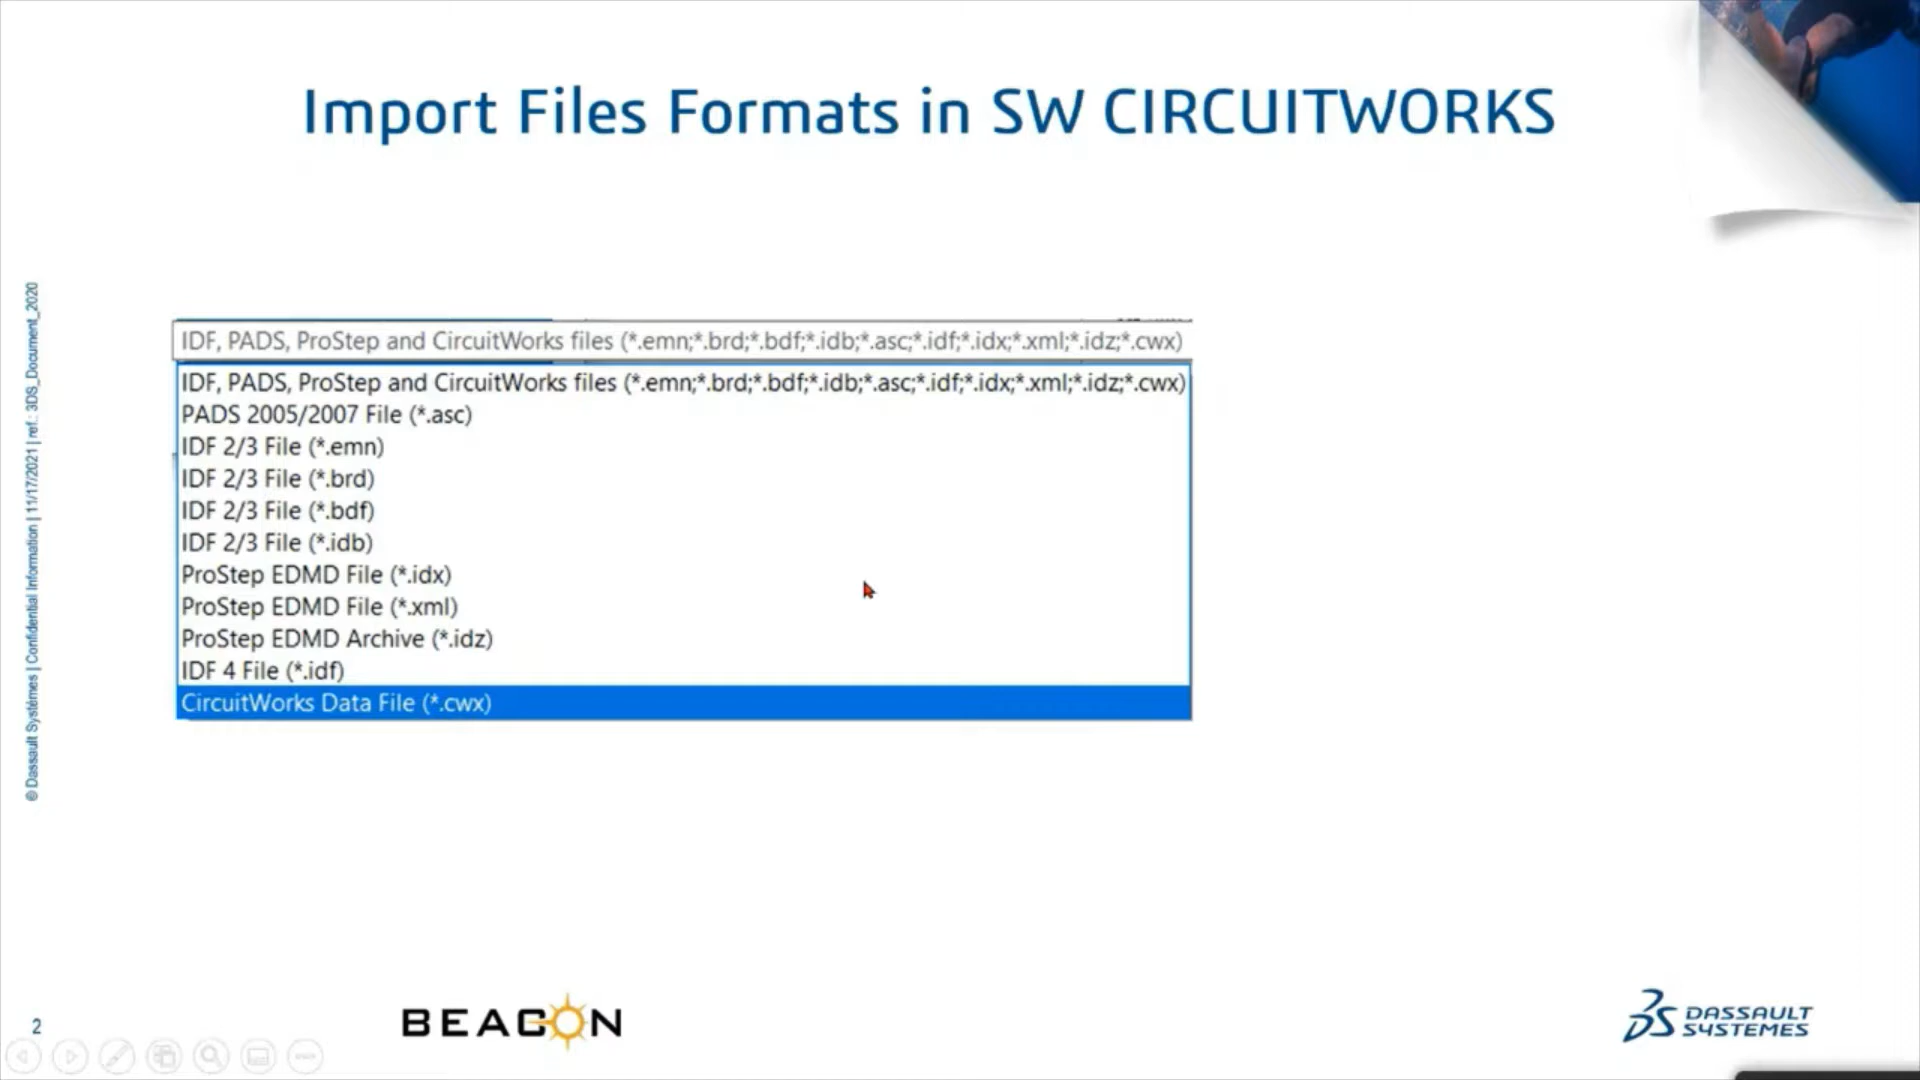 Import Files Formats in SW CIRCUITWORKS
© Dassault Systèmes | Confidential Information | 11/17/2021 | ref.: 3DS_Document_2020
IDF, PADS, ProStep and CircuitWorks files (*.emn;*.brd;*.bdf;*.idb;*.asc;*.idf;*.idx;*.xml;*.idz;*.cwx)
IDF, PADS, ProStep and CircuitWorks files (*.emn;*.brd;*.bdf;*.idb;*.asc;*.idf;*.idx;*.xml;*.idz;*.cwx)
PADS 2005/2007 File (*.asc)
IDF 2/3 File (*.emn)
IDF 2/3 File (*.brd)
IDF 2/3 File (*.bdf)
IDF 2/3 File (*.idb)
ProStep EDMD File (*.idx)
ProStep EDMD File (*.xml)
ProStep EDMD Archive (*.idz)
IDF 4 File (*.idf)
CircuitWorks Data File (*.cwx)
2
BEACON
DASSAULT
SYSTEMES